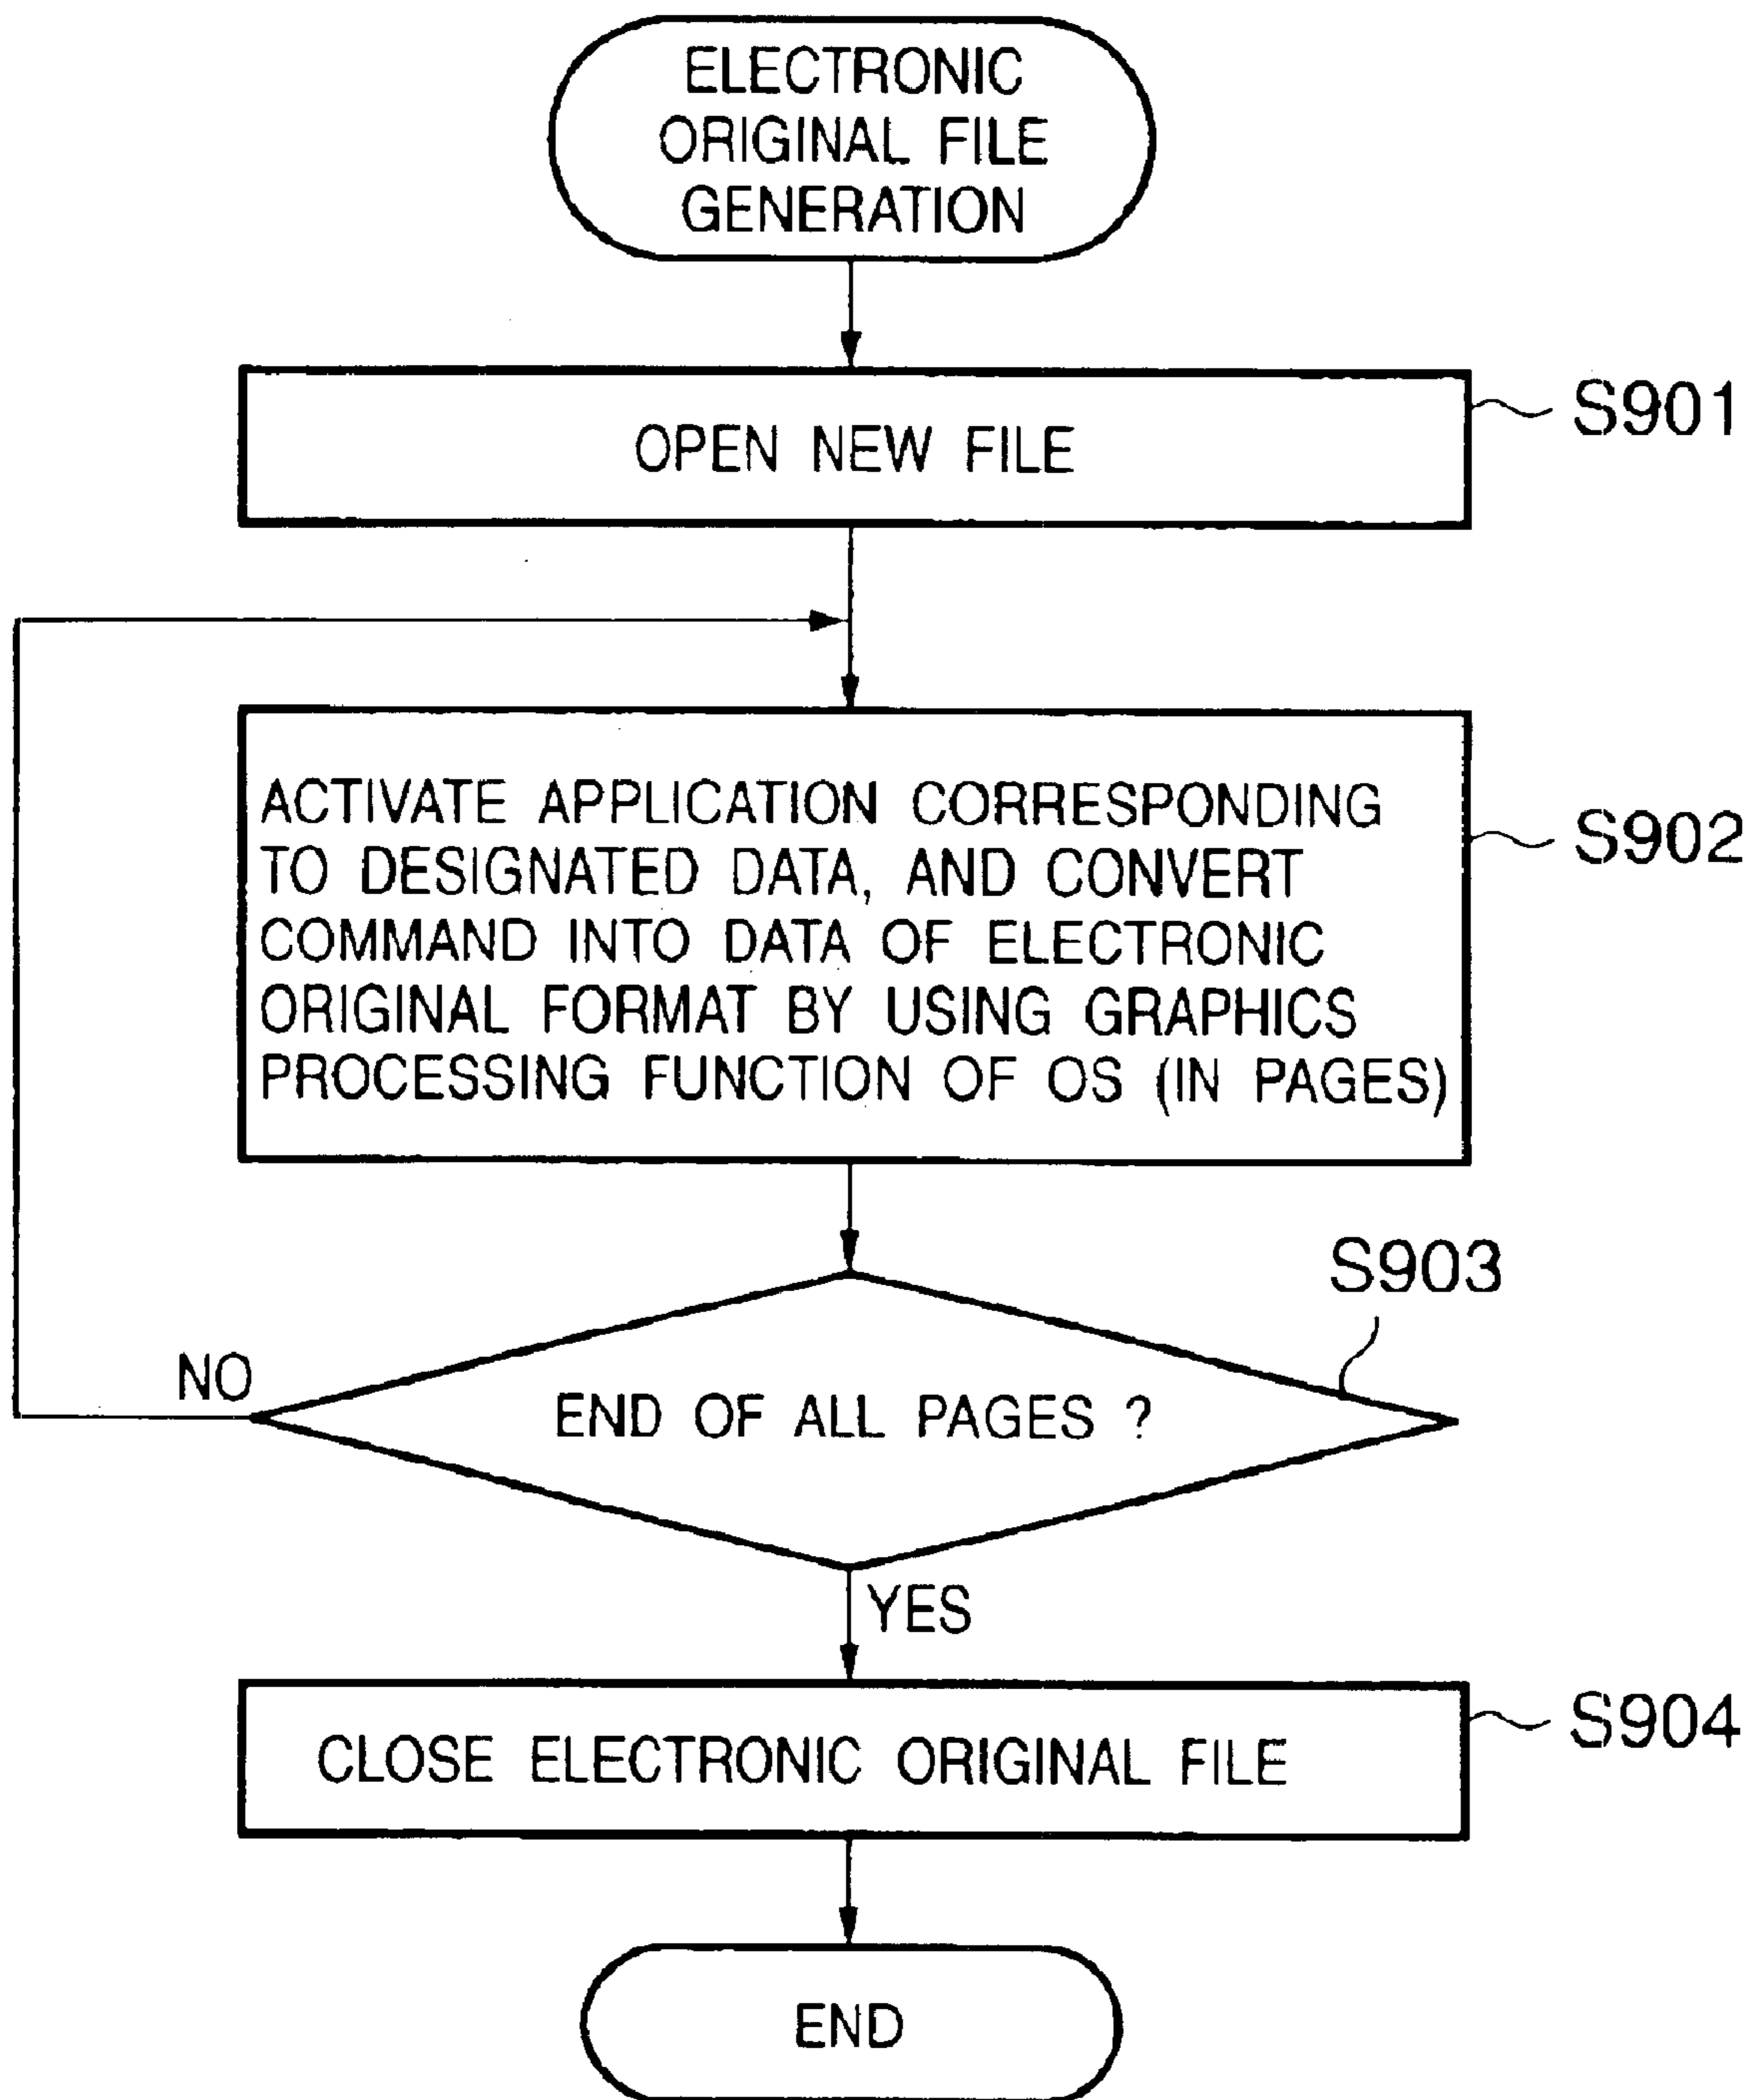 ELECTRONIC
ORIGINAL FILE
GENERATION
OPEN NEW FILE
S901
ACTIVATE APPLICATION CORRESPONDING
TO DESIGNATED DATA, AND CONVERT
COMMAND INTO DATA OF ELECTRONIC
ORIGINAL FORMAT BY USING GRAPHICS
PROCESSING FUNCTION OF OS (IN PAGES)
S902
S903
NO
END OF ALL PAGES ?
YES
CLOSE ELECTRONIC ORIGINAL FILE
S904
END